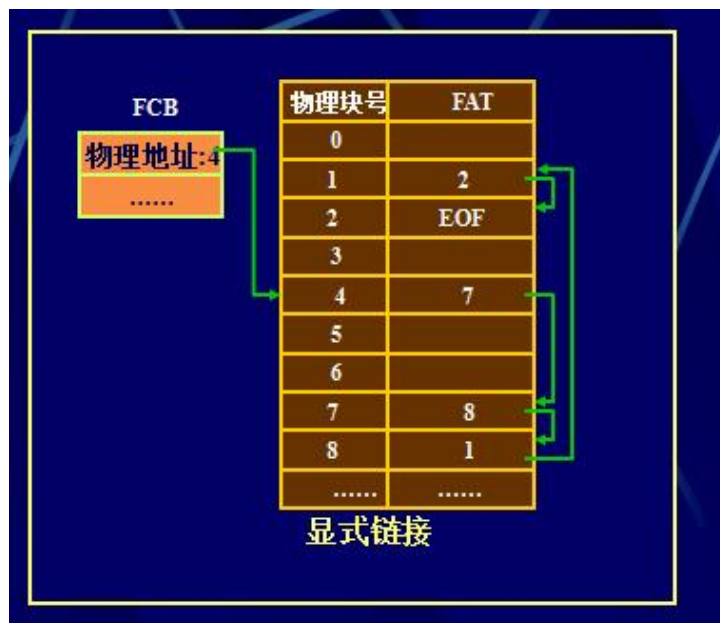 FCB
物理地址:4
......
物理块号 FAT
0
1 2
2 EOF
3
4 7
5
6
7 8
8 1
...... ......
显式链接